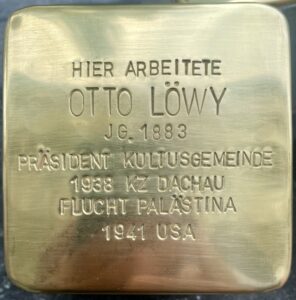 HIER ARBEITETE
OTTO LÖWY
JG. 1883
PRÄSIDENT KULTUSGEMEINDE
1938 KZ DACHAU
FLUCHT PALÄSTINA
1941 USA